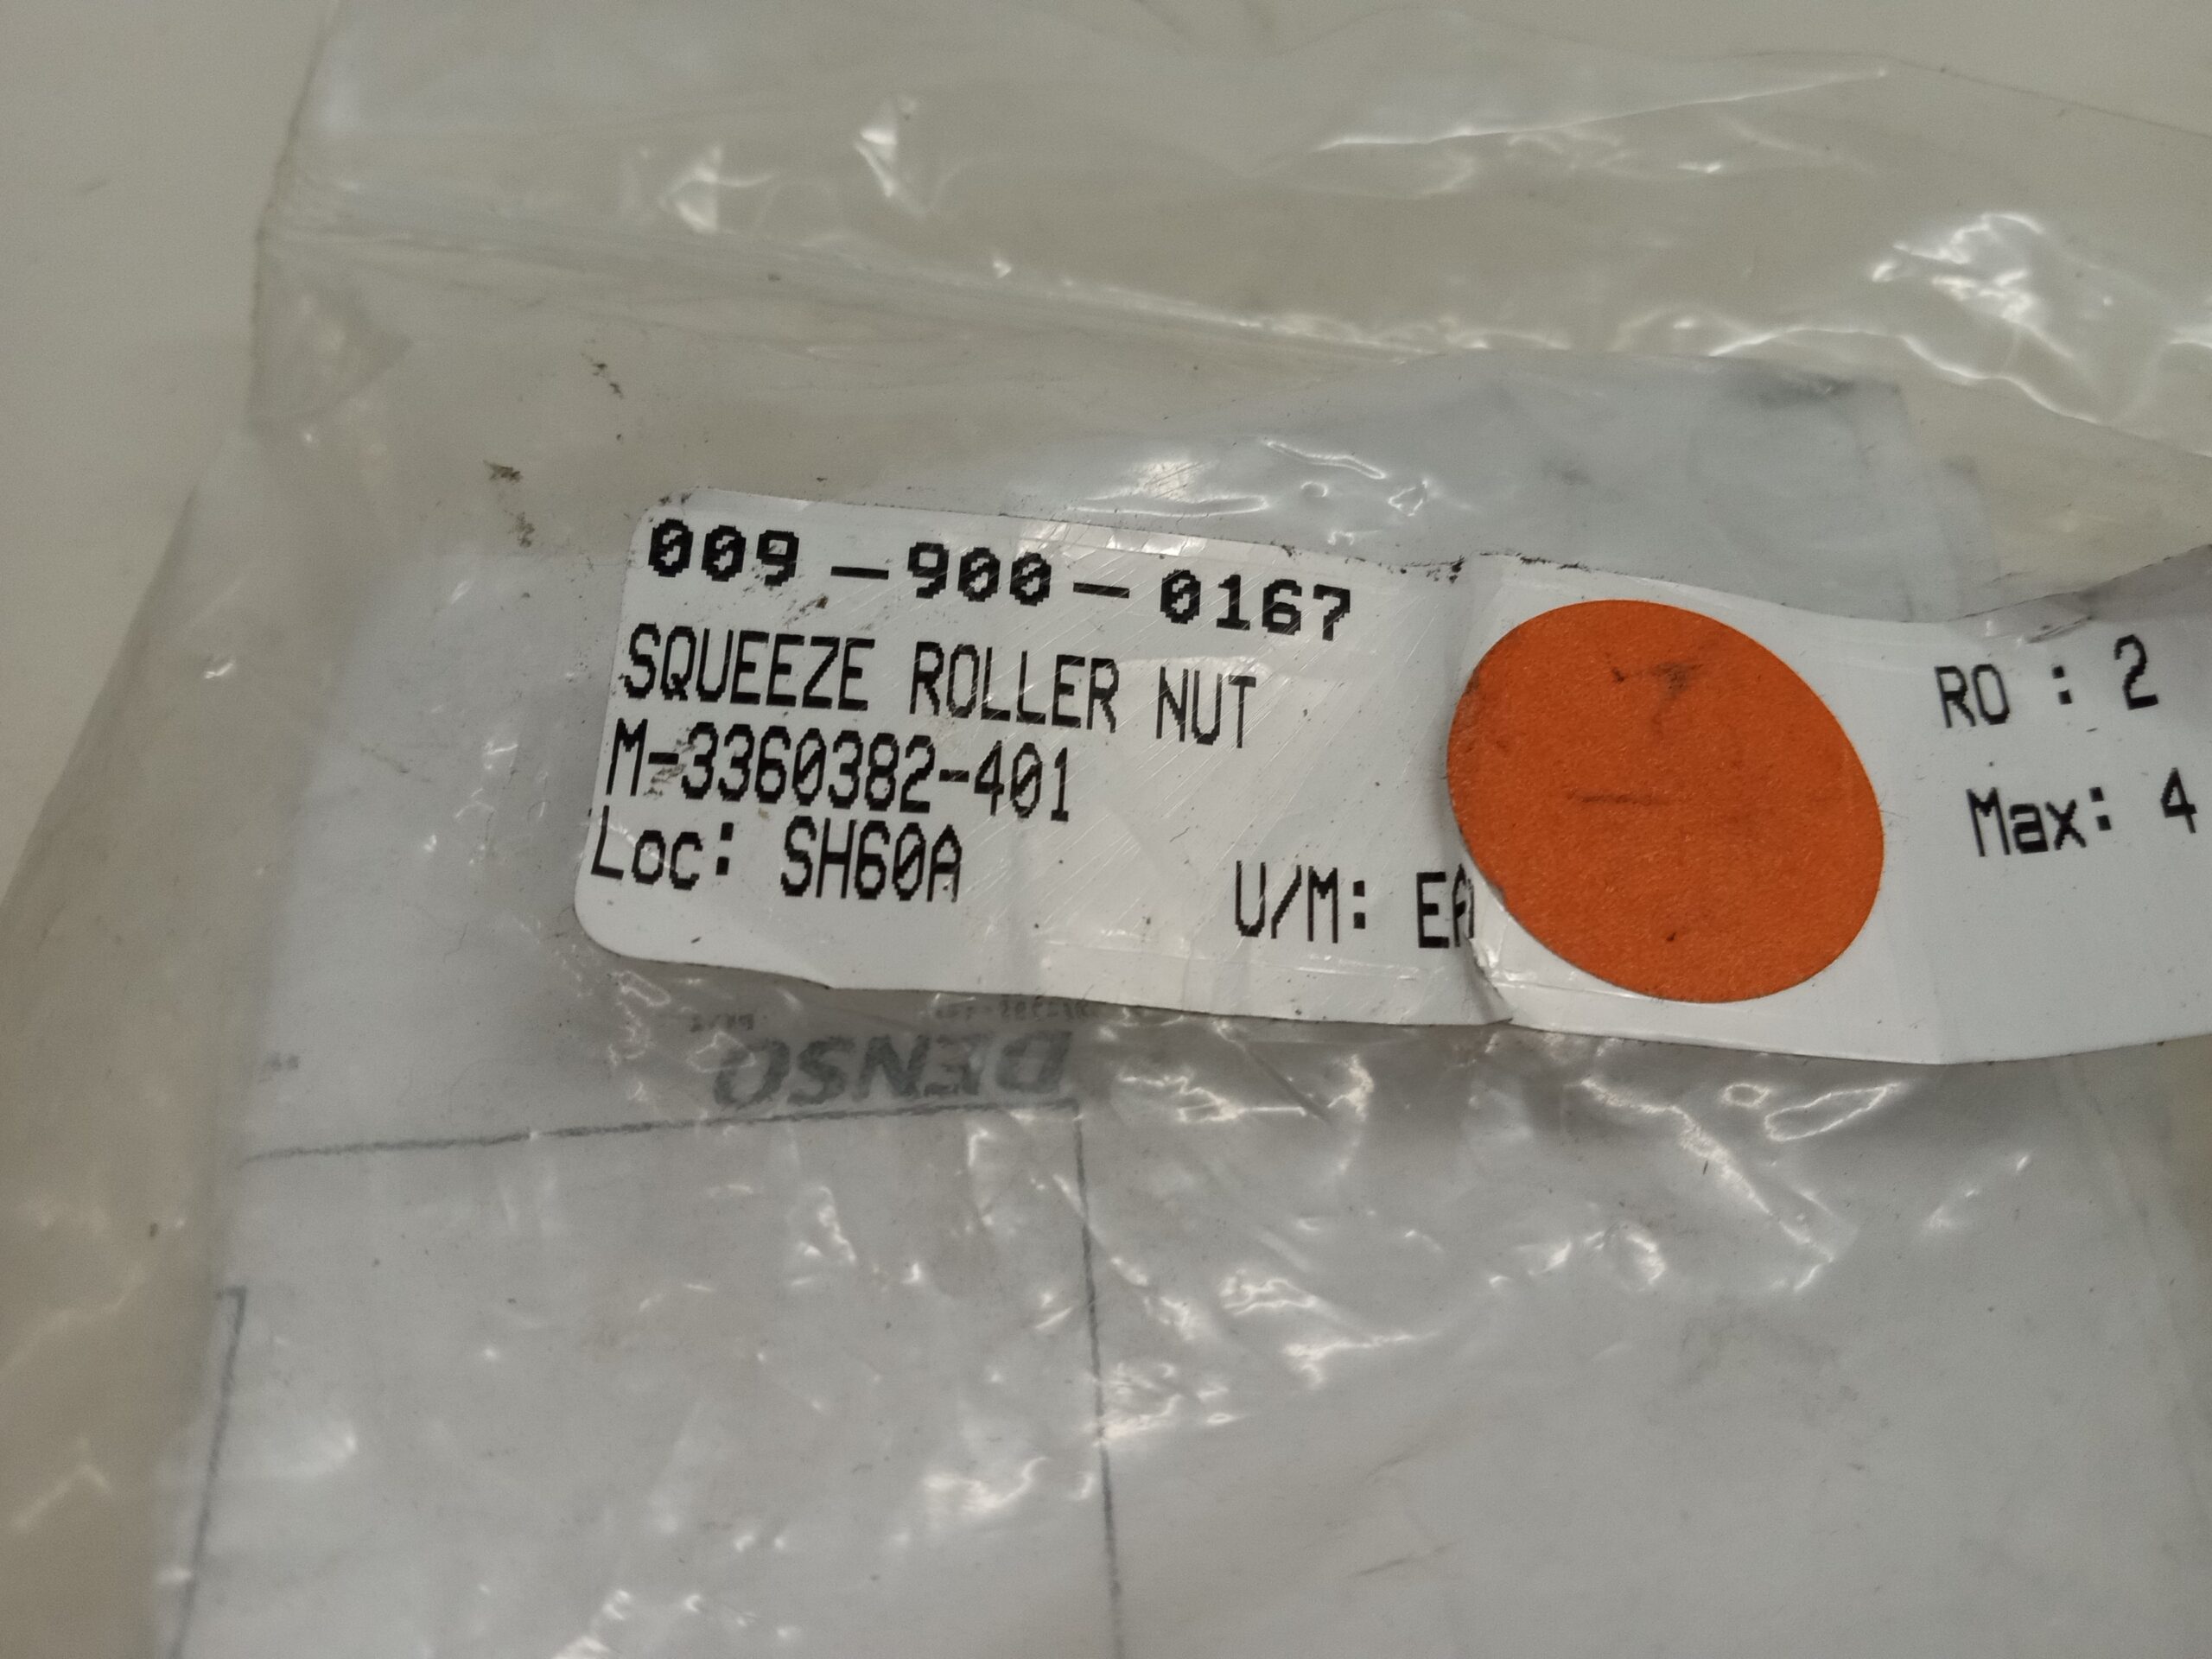 009-900-0167
SQUEEZE ROLLER NUT
M-3360382-401
Loc: SH60A
U/M: EA
RO : 2
Max: 4
DENSO